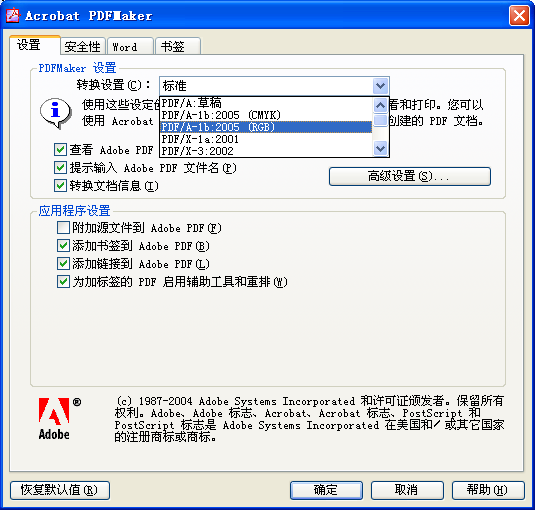 Acrobat PDFMaker
设置 安全性 Word 书签
PDFMaker 设置
转换设置(C): 标准
PDF/A:草稿
PDF/A-1b:2005 (CMYK)
PDF/A-1b:2005 (RGB)
PDF/X-1a:2001
PDF/X-3:2002
使用这些设定 看和打印。您可以
使用 Acrobat 创建的 PDF 文档。
查看 Adobe PDF
提示输入 Adobe PDF 文件名(P)
转换文档信息(I)
高级设置(S)...
应用程序设置
附加源文件到 Adobe PDF(F)
添加书签到 Adobe PDF(B)
添加链接到 Adobe PDF(L)
为加标签的 PDF 启用辅助工具和重排(W)
Adobe
(c) 1987-2004 Adobe Systems Incorporated 和许可证颁发者。保留所有
权利。Adobe、Adobe 标志、Acrobat、Acrobat 标志、PostScript 和
PostScript 标志是 Adobe Systems Incorporated 在美国和/ 或其它国家
的注册商标或商标。
恢复默认值(R) 确定 取消 帮助(H)